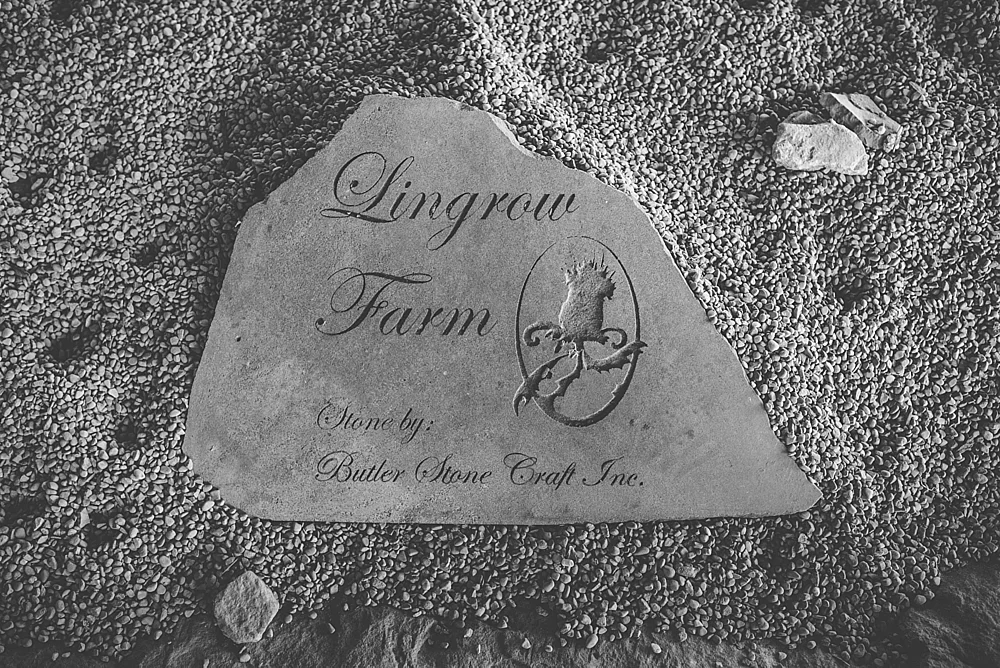 Lingrow
Farm
Stone by:
Butler Stone Craft Inc.